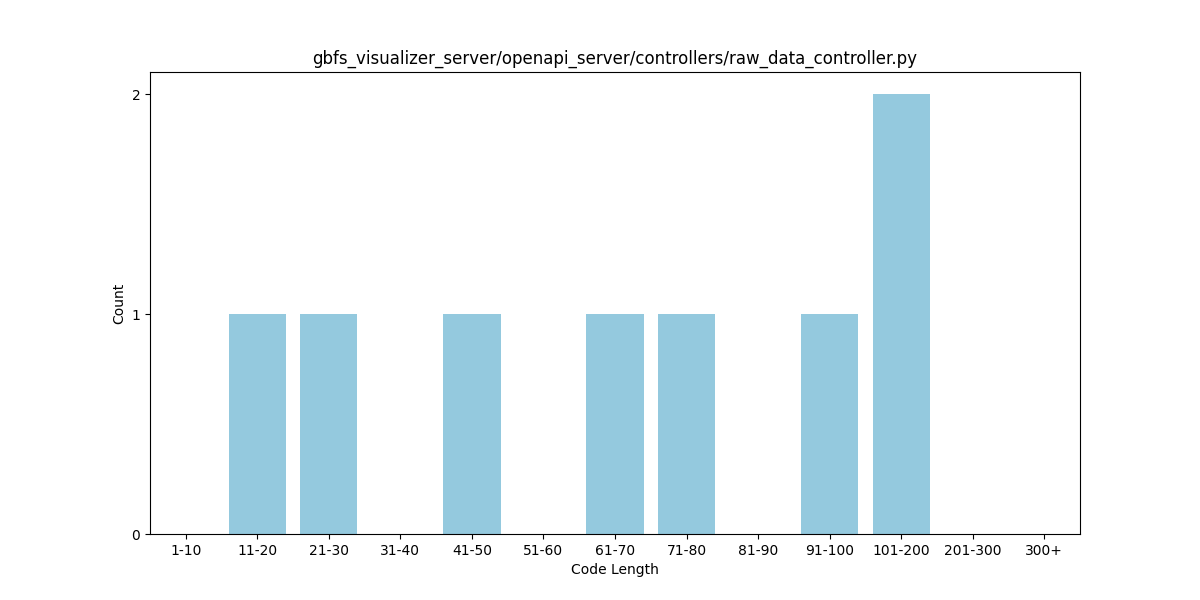 gbfs_visualizer_server/openapi_server/controllers/raw_data_controller.py
Count
2
1
0
1-10 11-20 21-30 31-40 41-50 51-60 61-70 71-80 81-90 91-100 101-200 201-300 300+
Code Length